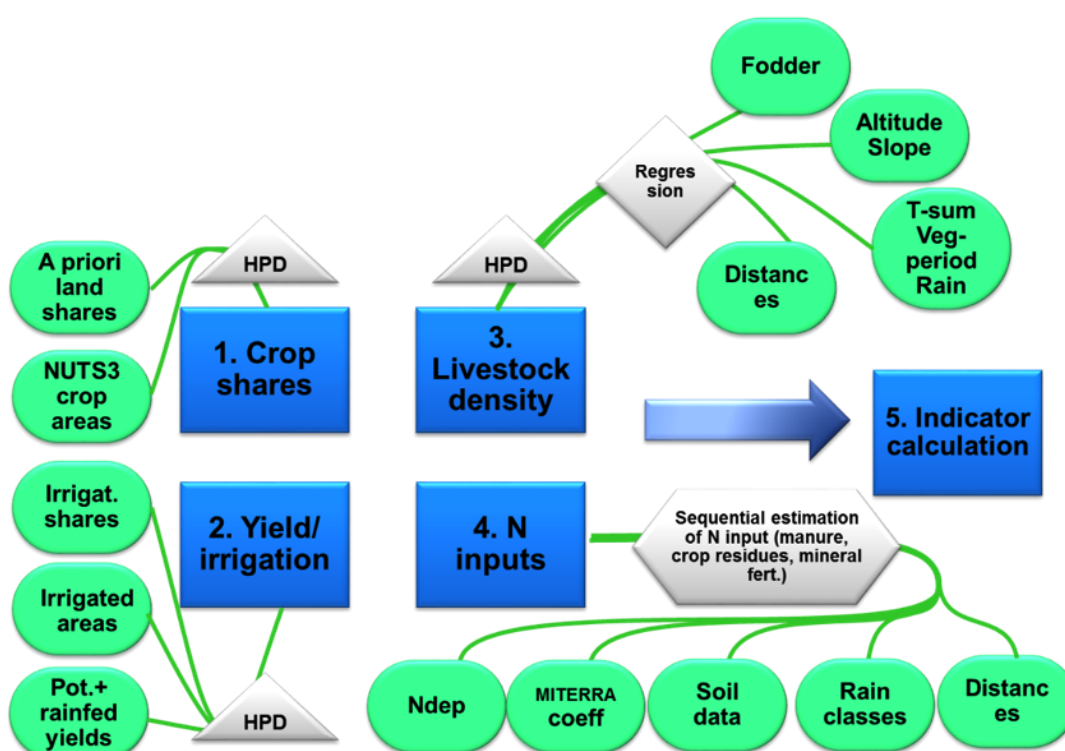 Fodder
Altitude
Slope
Regres
sion
T-sum
Veg-
period
Rain
Distanc
es
HPD
HPD
A priori
land
shares
NUTS3
crop
areas
1. Crop
shares
3.
Livestock
density
5. Indicator
calculation
Irrigat.
shares
Irrigated
areas
Pot.+
rainfed
yields
2. Yield/
irrigation
HPD
4. N
inputs
Sequential estimation
of N input (manure,
crop residues, mineral
fert.)
Ndep
MITERRA
coeff
Soil
data
Rain
classes
Distanc
es